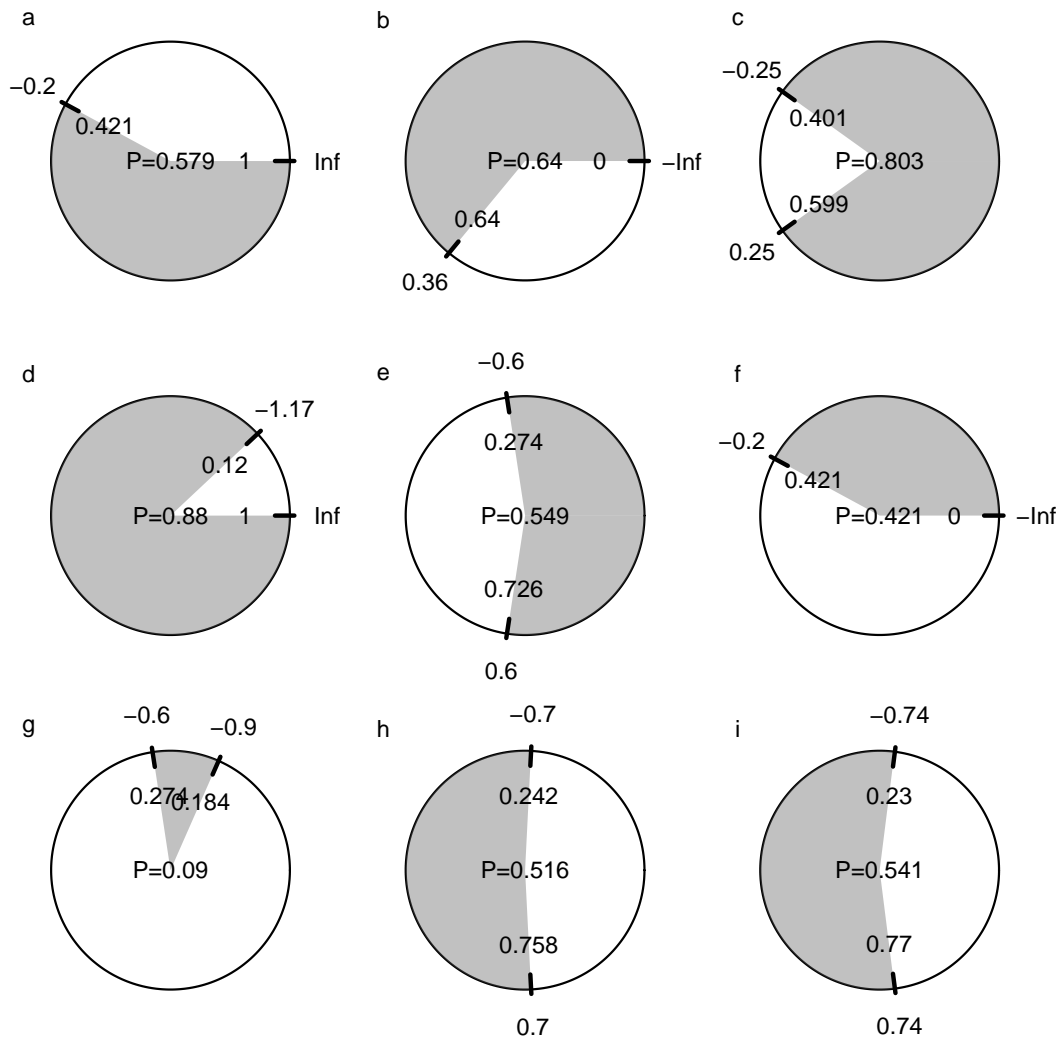 a
−0.2
0.421
P=0.579
1
Inf
b
P=0.64
0
−Inf
0.64
0.36
c
−0.25
0.401
P=0.803
0.599
0.25
d
−1.17
0.12
P=0.88
1
Inf
e
−0.6
0.274
P=0.549
0.726
0.6
f
−0.2
0.421
P=0.421
0
−Inf
g
−0.6
−0.9
0.274
0.184
P=0.09
h
−0.7
0.242
P=0.516
0.758
0.7
i
−0.74
0.23
P=0.541
0.77
0.74